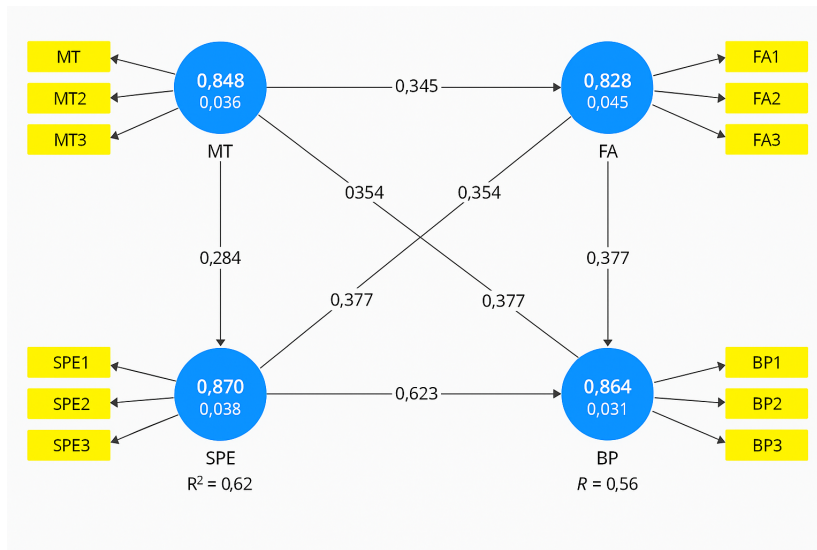 MT
MT2
MT3
0,848
0,036
MT
0,345
0,828
0,045
FA
FA1
FA2
FA3
0354
0,354
0,284
0,377
0,377
0,377
SPE1
SPE2
SPE3
0,870
0,038
SPE
R² = 0,62
0,623
0,864
0,031
BP
R = 0,56
BP1
BP2
BP3